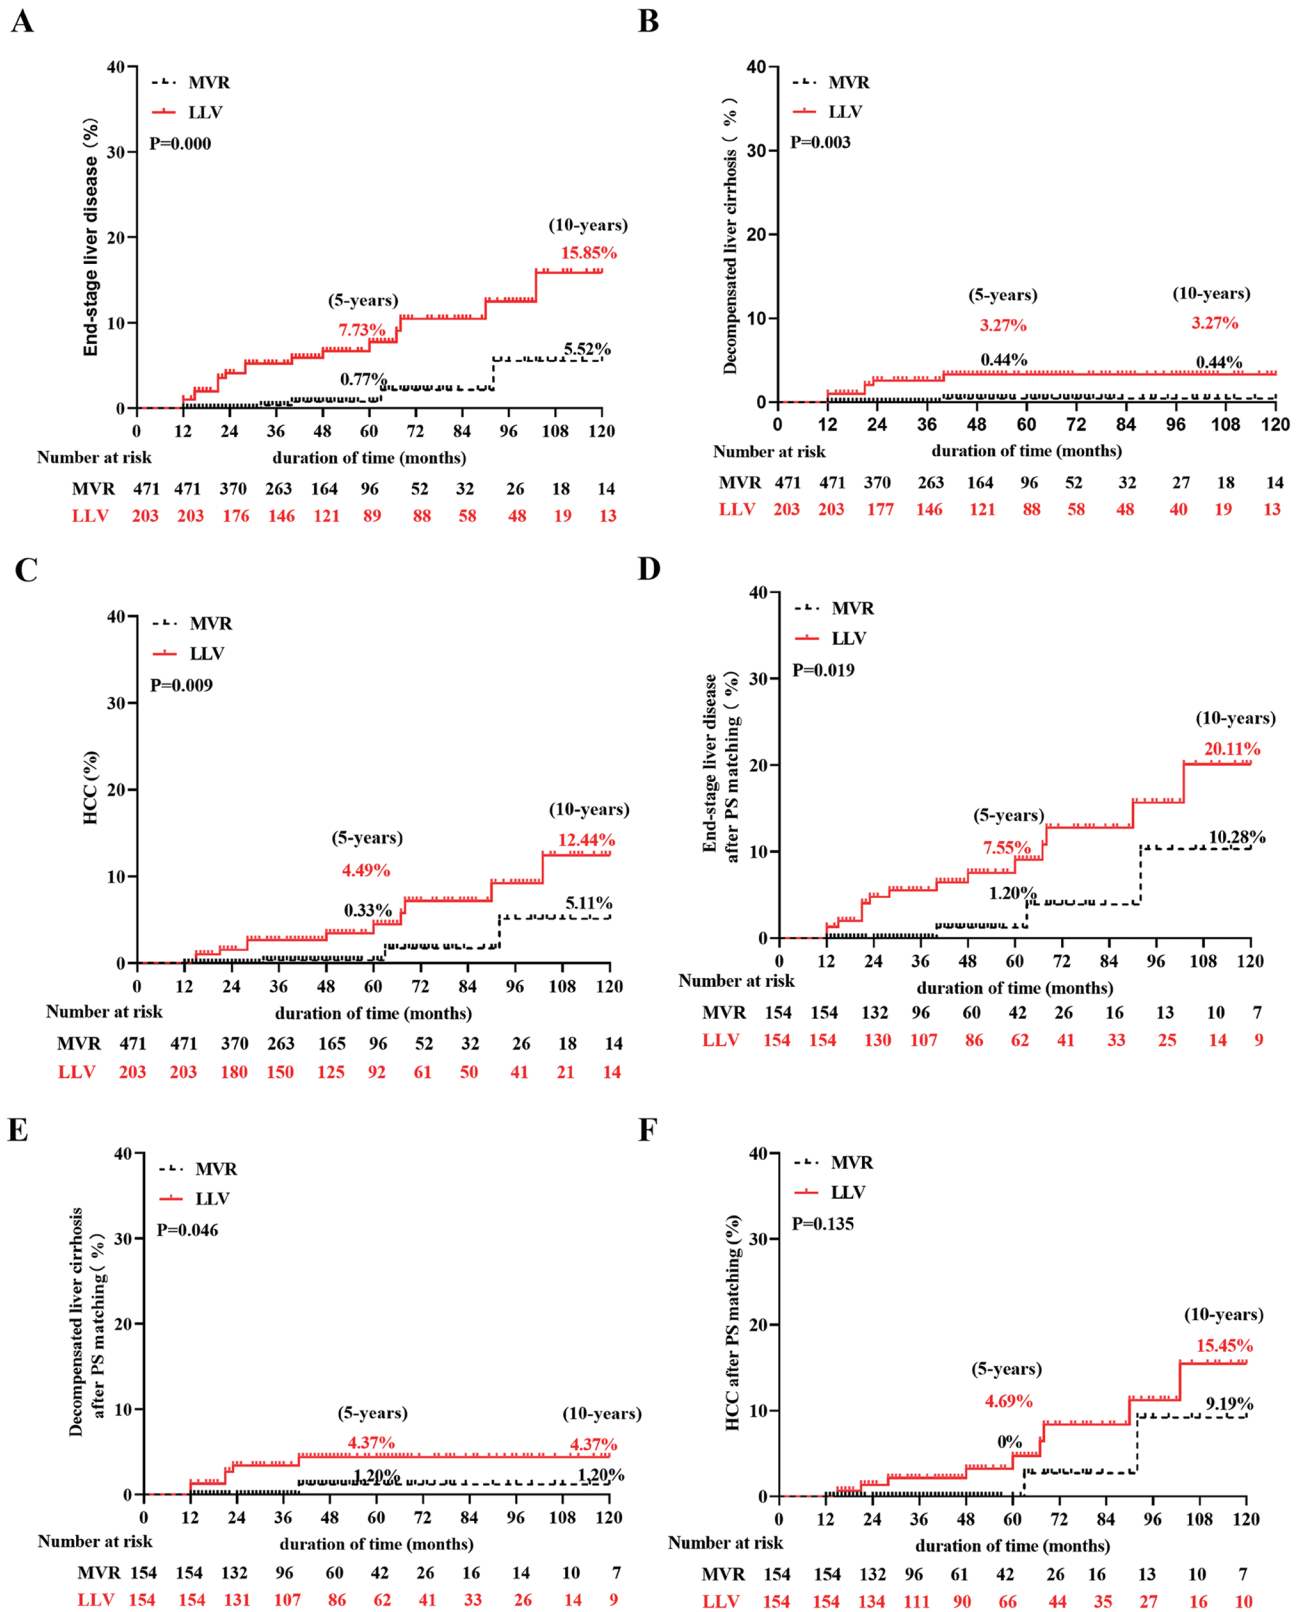 A
40
30
20
10
0
End-stage liver disease (%)
MVR
LLV
P=0.000
(5-years)
7.73%
0.77%
(10-years)
15.85%
5.52%
0 12 24 36 48 60 72 84 96 108 120
Number at risk duration of time (months)
MVR 471 471 370 263 164 96 52 32 26 18 14
LLV 203 203 176 146 121 89 88 58 48 19 13
B
40
30
20
10
0
Decompensated liver cirrhosis ( %)
MVR
LLV
P=0.003
(5-years)
3.27%
0.44%
(10-years)
3.27%
0.44%
0 12 24 36 48 60 72 84 96 108 120
Number at risk duration of time (months)
MVR 471 471 370 263 164 96 52 32 27 18 14
LLV 203 203 177 146 121 88 58 48 40 19 13
C
40
30
20
10
0
HCC (%)
MVR
LLV
P=0.009
(5-years)
4.49%
0.33%
(10-years)
12.44%
5.11%
0 12 24 36 48 60 72 84 96 108 120
Number at risk duration of time (months)
MVR 471 471 370 263 165 96 52 32 26 18 14
LLV 203 203 180 150 125 92 61 50 41 21 14
D
40
30
20
10
0
End-stage liver disease
after PS matching ( %)
MVR
LLV
P=0.019
(5-years)
7.55%
1.20%
(10-years)
20.11%
10.28%
0 12 24 36 48 60 72 84 96 108 120
Number at risk duration of time (months)
MVR 154 154 132 96 60 42 26 16 13 10 7
LLV 154 154 130 107 86 62 41 33 25 14 9
E
40
30
20
10
0
Decompensated liver cirrhosis
after PS matching ( %)
MVR
LLV
P=0.046
(5-years)
4.37%
1.20%
(10-years)
4.37%
1.20%
0 12 24 36 48 60 72 84 96 108 120
Number at risk duration of time (months)
MVR 154 154 132 96 60 42 26 16 14 10 7
LLV 154 154 131 107 86 62 41 33 26 14 9
F
40
30
20
10
0
HCC after PS matching (%)
MVR
LLV
P=0.135
(5-years)
4.69%
0%
(10-years)
15.45%
9.19%
0 12 24 36 48 60 72 84 96 108 120
Number at risk duration of time (months)
MVR 154 154 132 96 61 42 26 16 13 10 7
LLV 154 154 134 111 90 66 44 35 27 16 10